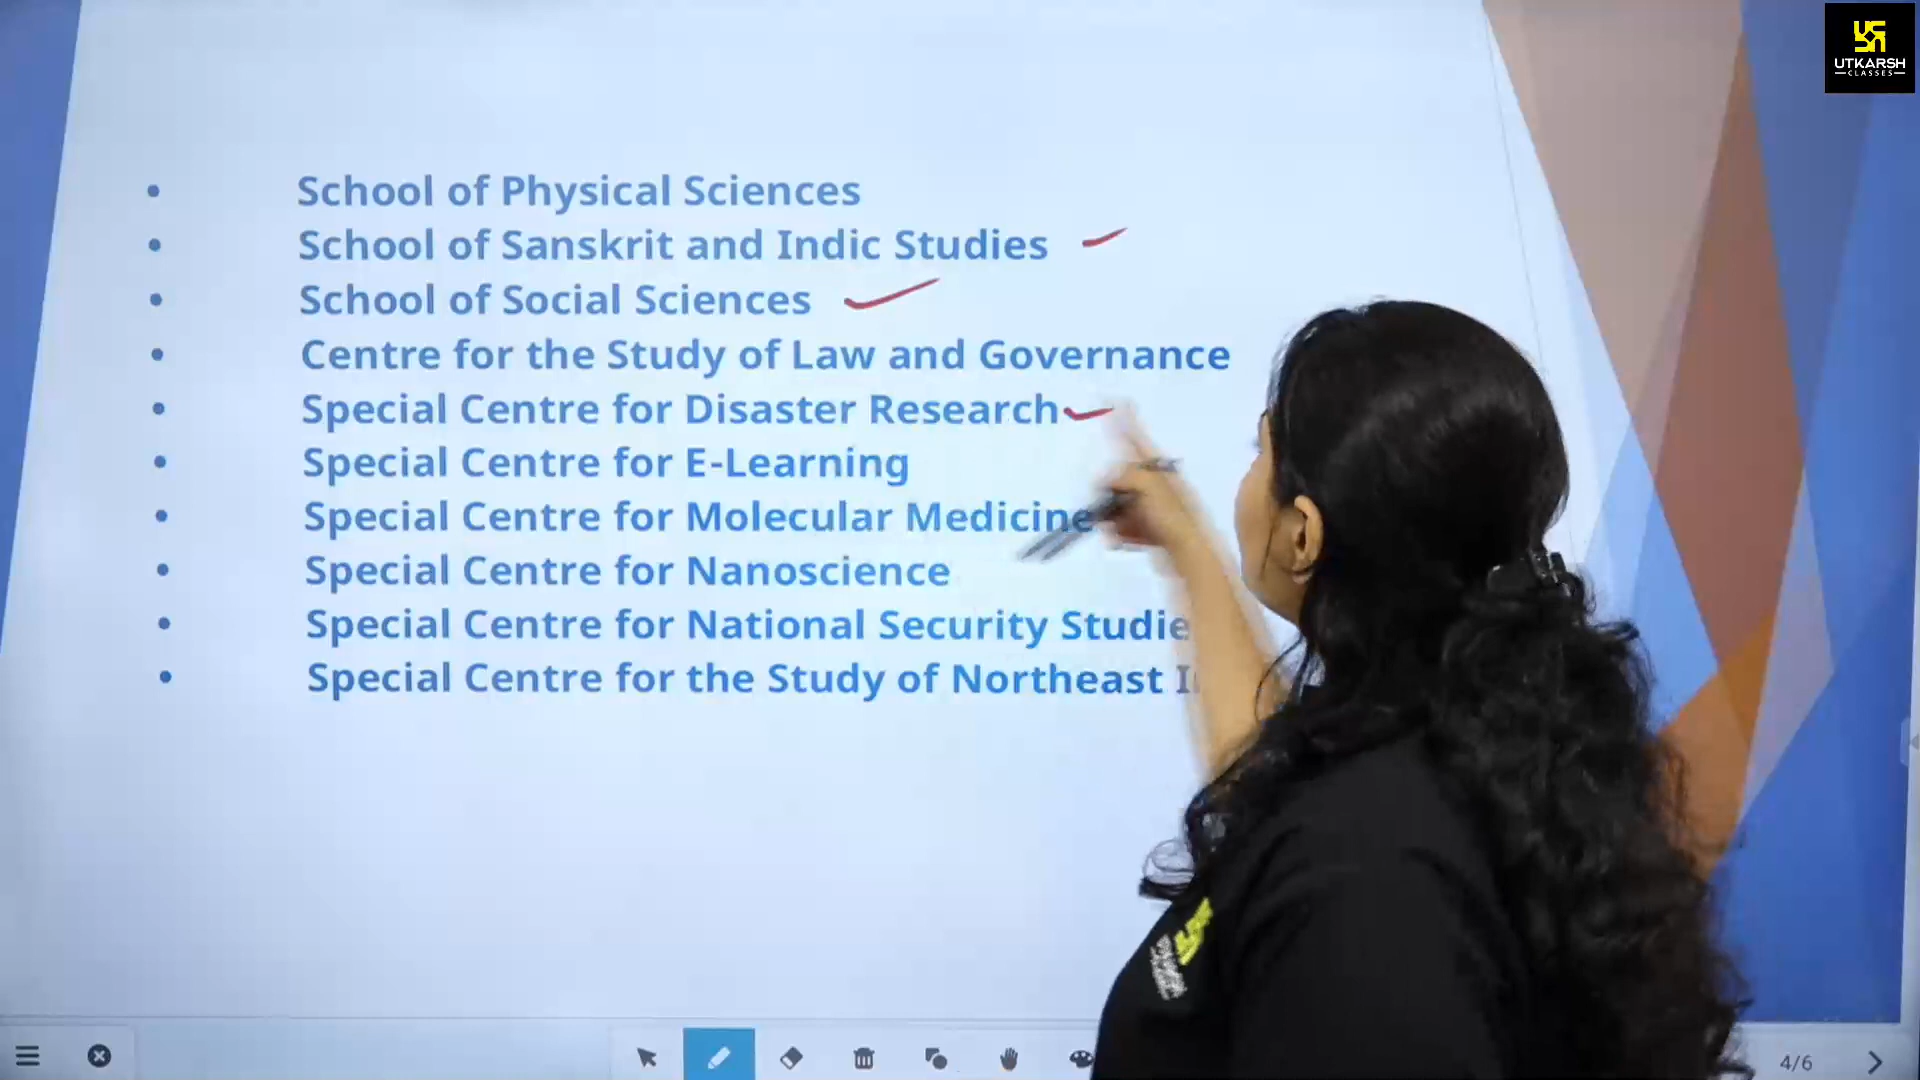 UTKARSH
CLASSES
School of Physical Sciences
School of Sanskrit and Indic Studies
School of Social Sciences
Centre for the Study of Law and Governance
Special Centre for Disaster Research
Special Centre for E-Learning
Special Centre for Molecular Medicine
Special Centre for Nanoscience
Special Centre for National Security Studie
Special Centre for the Study of Northeast
4/6